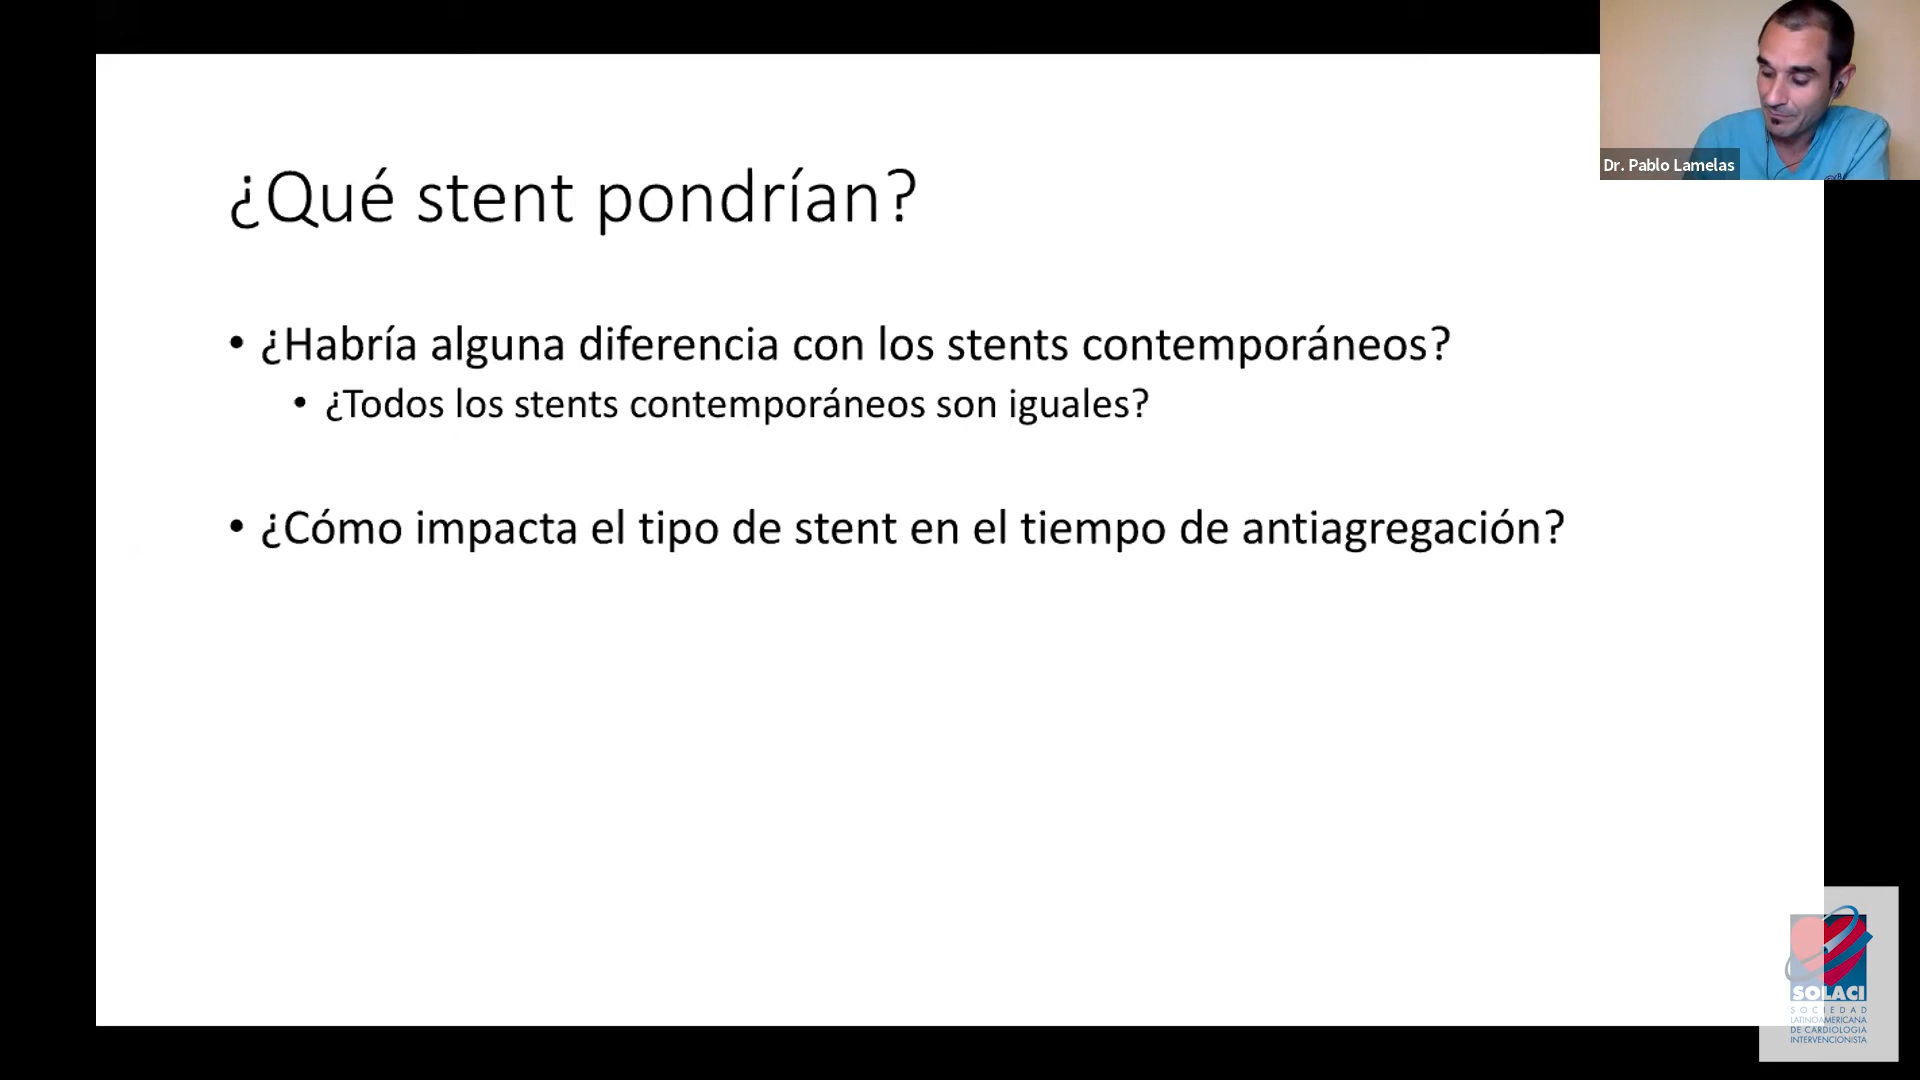 ¿Qué stent pondrían?
• ¿Habría alguna diferencia con los stents contemporáneos?
• ¿Todos los stents contemporáneos son iguales?
• ¿Cómo impacta el tipo de stent en el tiempo de antiagregación?
Dr. Pablo Lamelas
SOLACI
SOCIEDAD
LATINOAMERICANA
DE CARDIOLOGIA
INTERVENCIONISTA